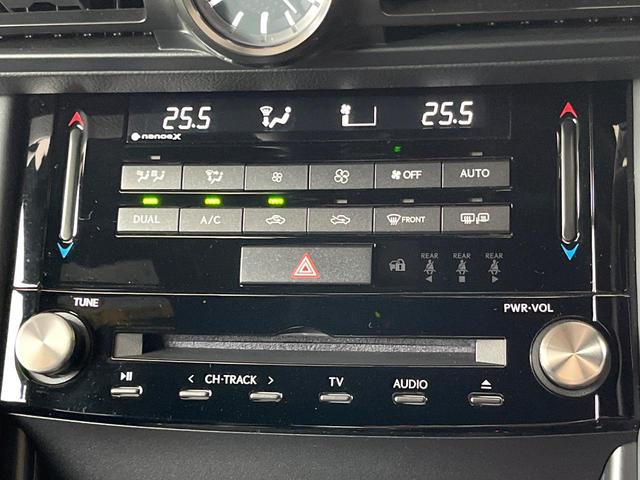 25.5 25.5
nanoeX
OFF AUTO
DUAL A/C FRONT
REAR REAR REAR
TUNE PWR·VOL
< CH·TRACK > TV AUDIO